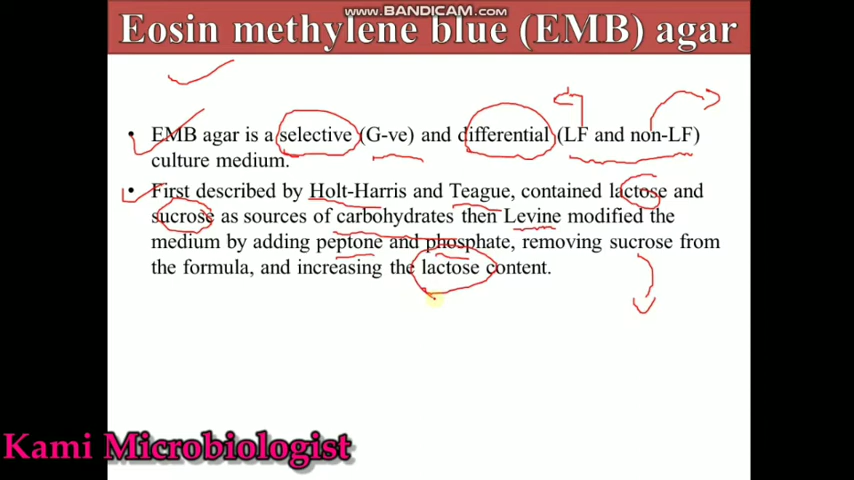 www.BANDICAM.com
Eosin methylene blue (EMB) agar
• EMB agar is a selective (G-ve) and differential (LF and non-LF)
culture medium.
• First described by Holt-Harris and Teague, contained lactose and
sucrose as sources of carbohydrates then Levine modified the
medium by adding peptone and phosphate, removing sucrose from
the formula, and increasing the lactose content.
Kami Microbiologist